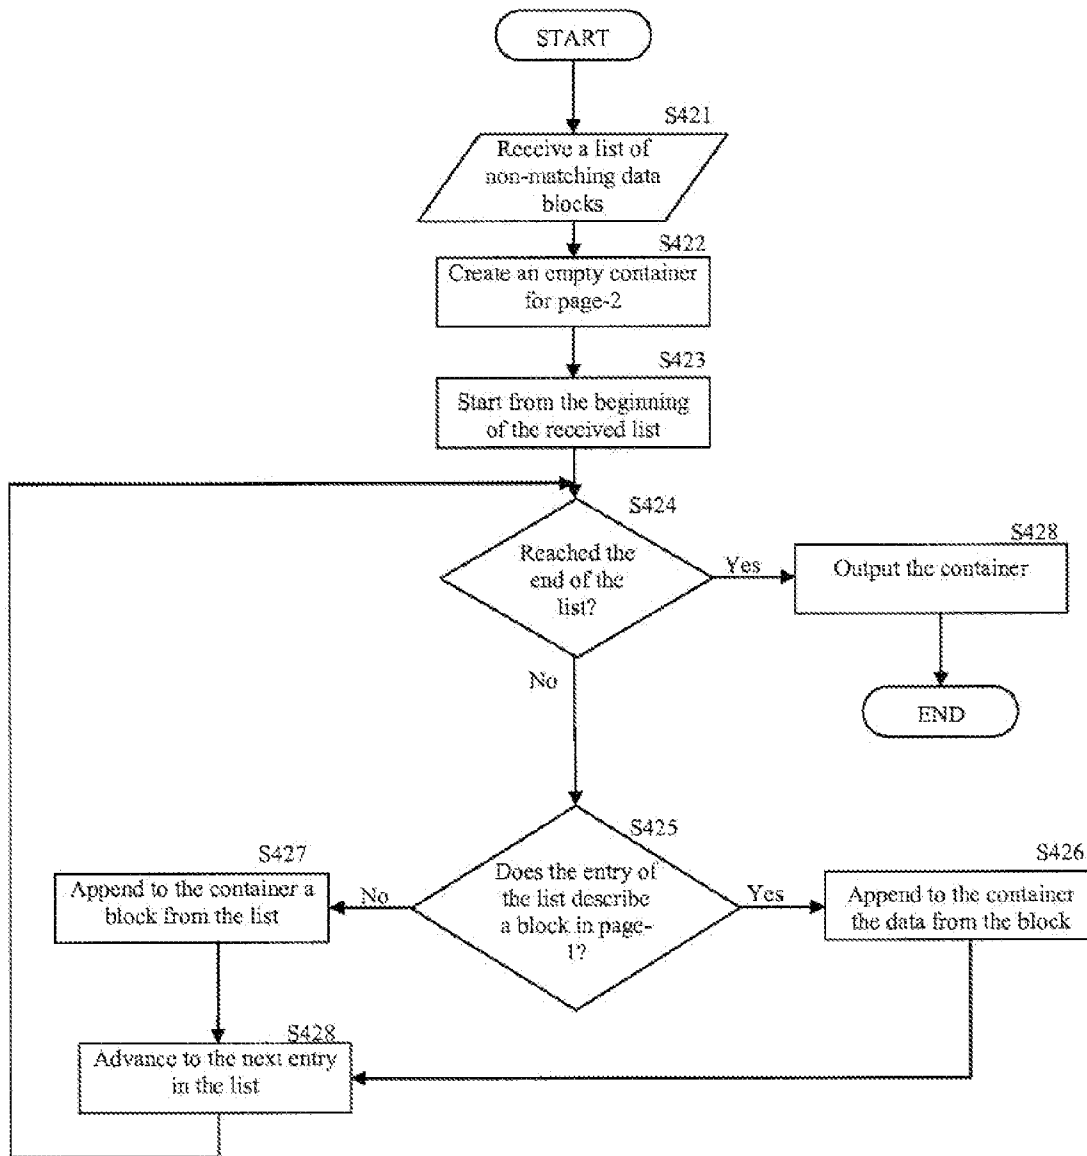 START
S421
Receive a list of
non-matching data
blocks
S422
Create an empty container
for page-2
S423
Start from the beginning
of the received list
S424
Reached the
end of the
list?
Yes
S428
Output the container
END
No
S425
Does the entry of
the list describe
a block in page-
1?
No
S427
Append to the container a
block from the list
Yes
S426
Append to the container
the data from the block
S428
Advance to the next entry
in the list